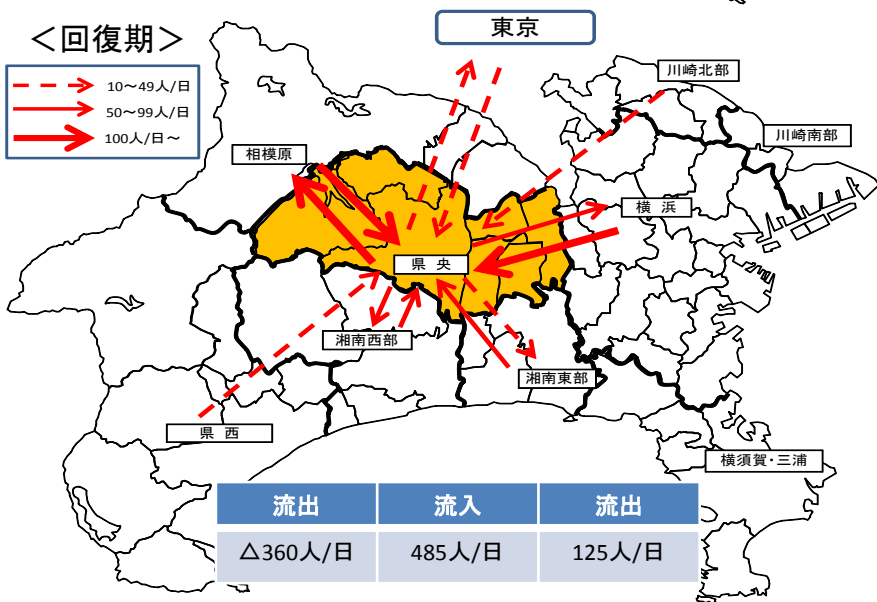 <回復期>
東京
10～49人/日
50～99人/日
100人/日～
川崎北部
川崎南部
相模原
横浜
県央
湘南西部
湘南東部
県西
横須賀・三浦
流出 流入 流出
△360人/日 485人/日 125人/日